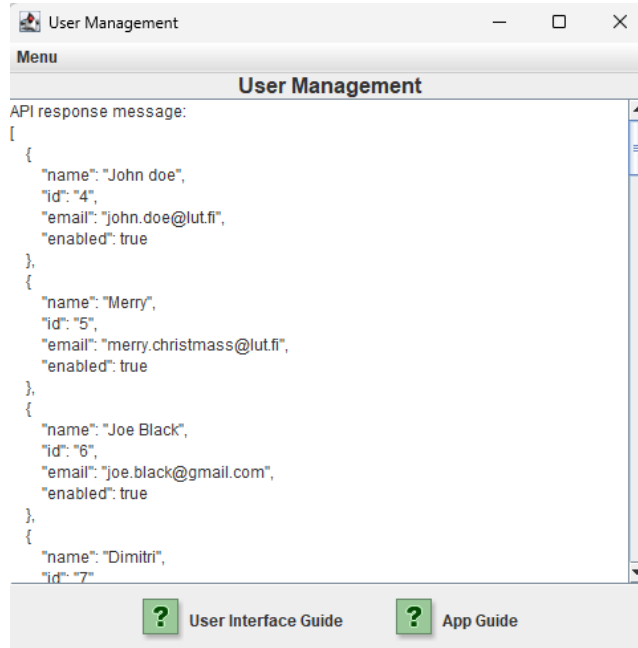 User Management
Menu
User Management
API response message:
[
{
"name": "John doe",
"id": "4",
"email": "john.doe@lut.fi",
"enabled": true
},
{
"name": "Merry",
"id": "5",
"email": "merry.christmass@lut.fi",
"enabled": true
},
{
"name": "Joe Black",
"id": "6",
"email": "joe.black@gmail.com",
"enabled": true
},
{
"name": "Dimitri",
"id": "7"
? User Interface Guide ? App Guide